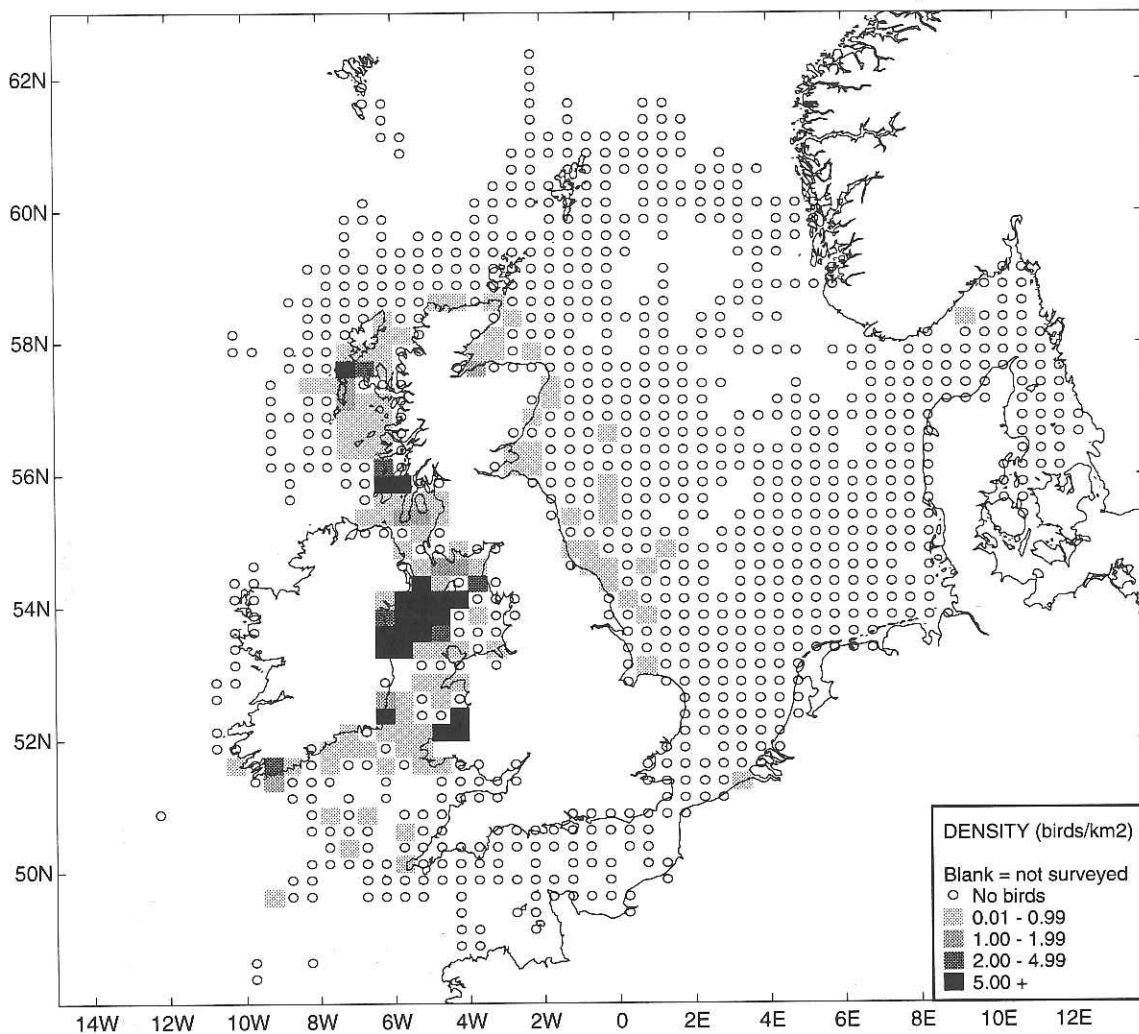 62N
60N
58N
56N
54N
52N
50N
14W 12W 10W 8W 6W 4W 2W 0 2E 4E 6E 8E 10E 12E
DENSITY (birds/km2)
Blank = not surveyed
No birds
0.01 - 0.99
1.00 - 1.99
2.00 - 4.99
5.00 +